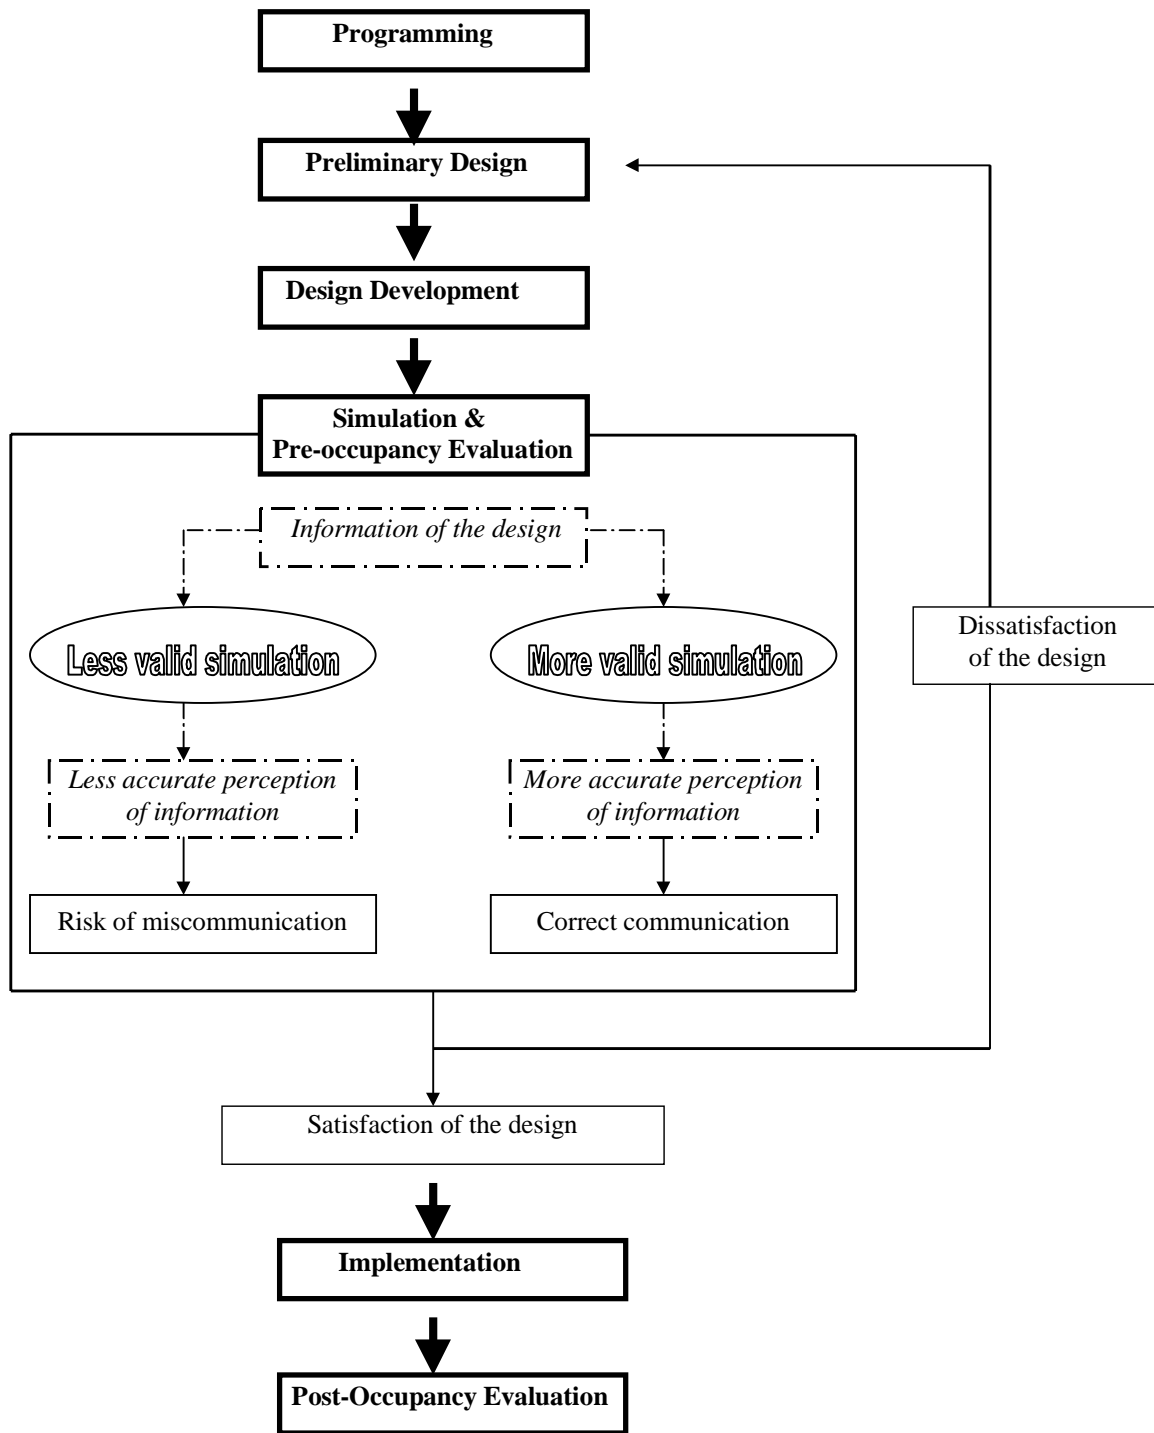 Programming
Preliminary Design
Design Development
Simulation &
Pre-occupancy Evaluation
Information of the design
Less valid simulation
More valid simulation
Dissatisfaction
of the design
Less accurate perception
of information
More accurate perception
of information
Risk of miscommunication
Correct communication
Satisfaction of the design
Implementation
Post-Occupancy Evaluation